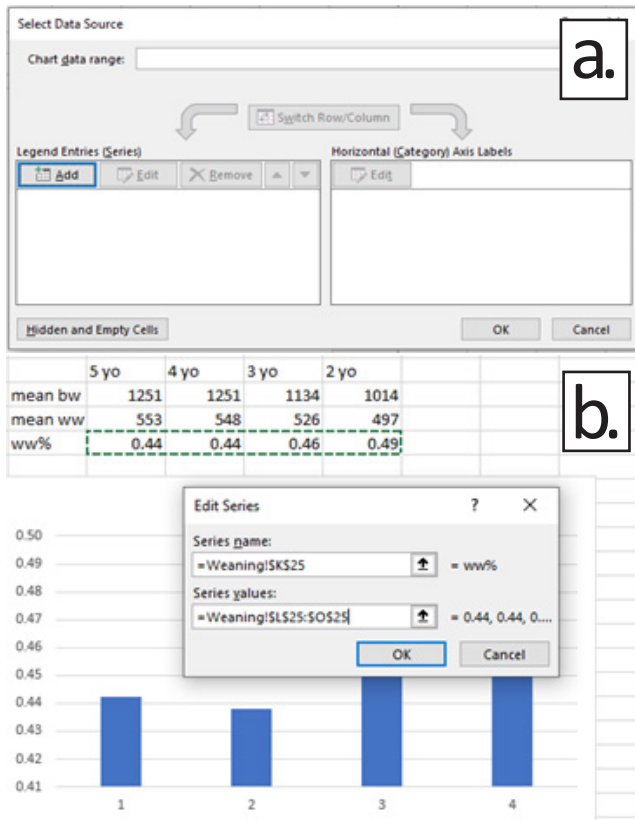 Select Data Source
a.
Chart data range:
Switch Row/Column
Legend Entries (Series)
Horizontal (Category) Axis Labels
Add Edit Remove
Edit
Hidden and Empty Cells
OK Cancel
5 yo 4 yo 3 yo 2 yo
mean bw 1251 1251 1134 1014
mean ww 553 548 526 497
ww% 0.44 0.44 0.46 0.49
b.
Edit Series ? X
Series name:
=Weaning!$K$25 = ww%
Series values:
=Weaning!$L$25:$O$25 = 0.44, 0.44, 0....
OK Cancel
0.50
0.49
0.48
0.47
0.46
0.45
0.44
0.43
0.42
0.41
1 2 3 4